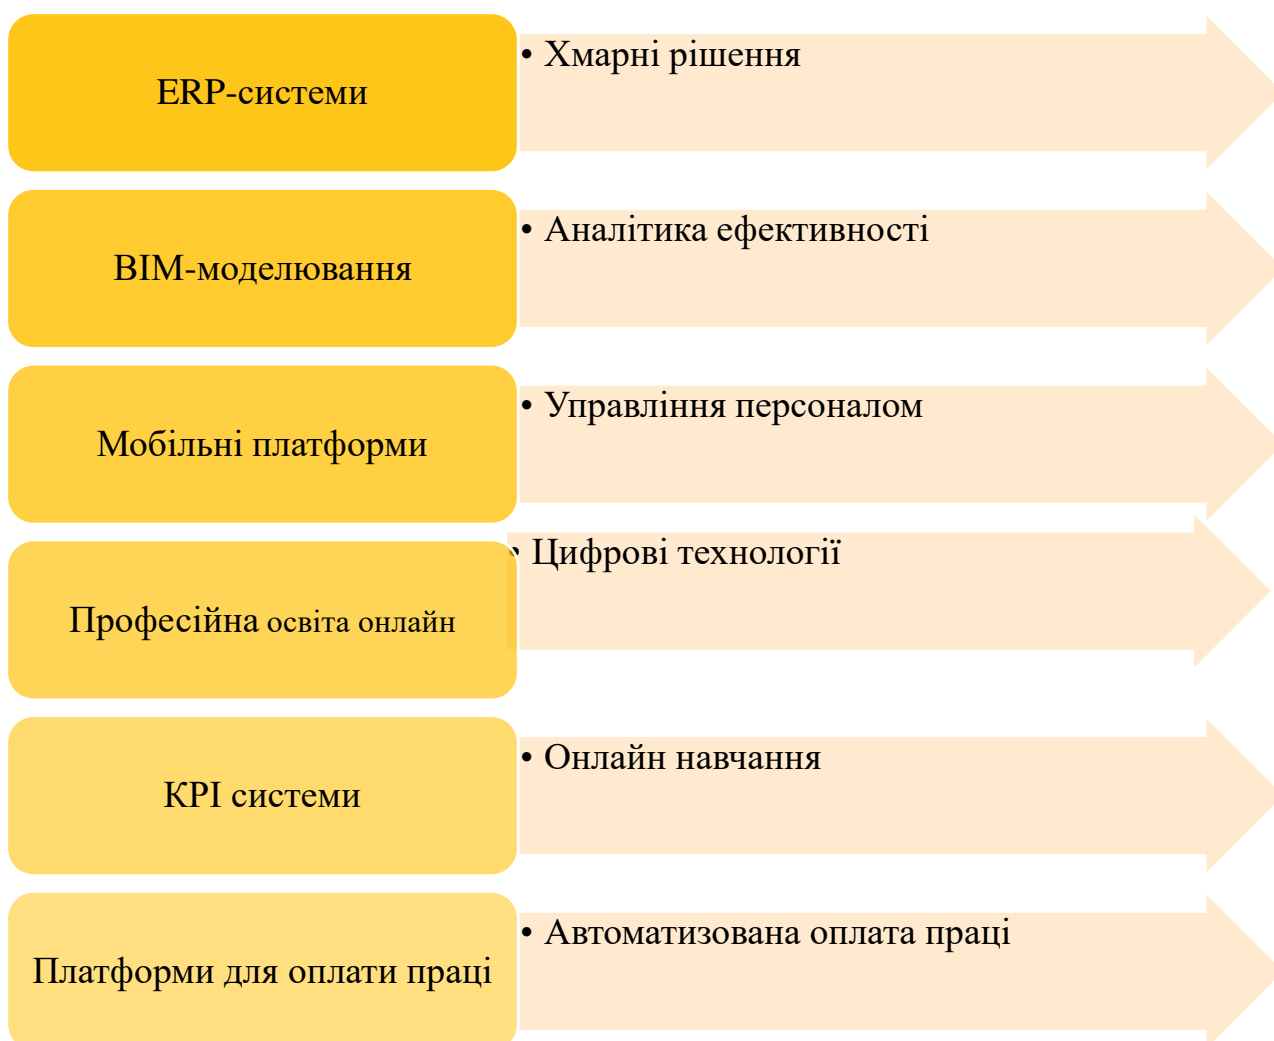 ERP-системи
• Хмарні рішення
BIM-моделювання
• Аналітика ефективності
Мобільні платформи
• Управління персоналом
Професійна освіта онлайн
• Цифрові технології
KPI системи
• Онлайн навчання
Платформи для оплати праці
• Автоматизована оплата праці